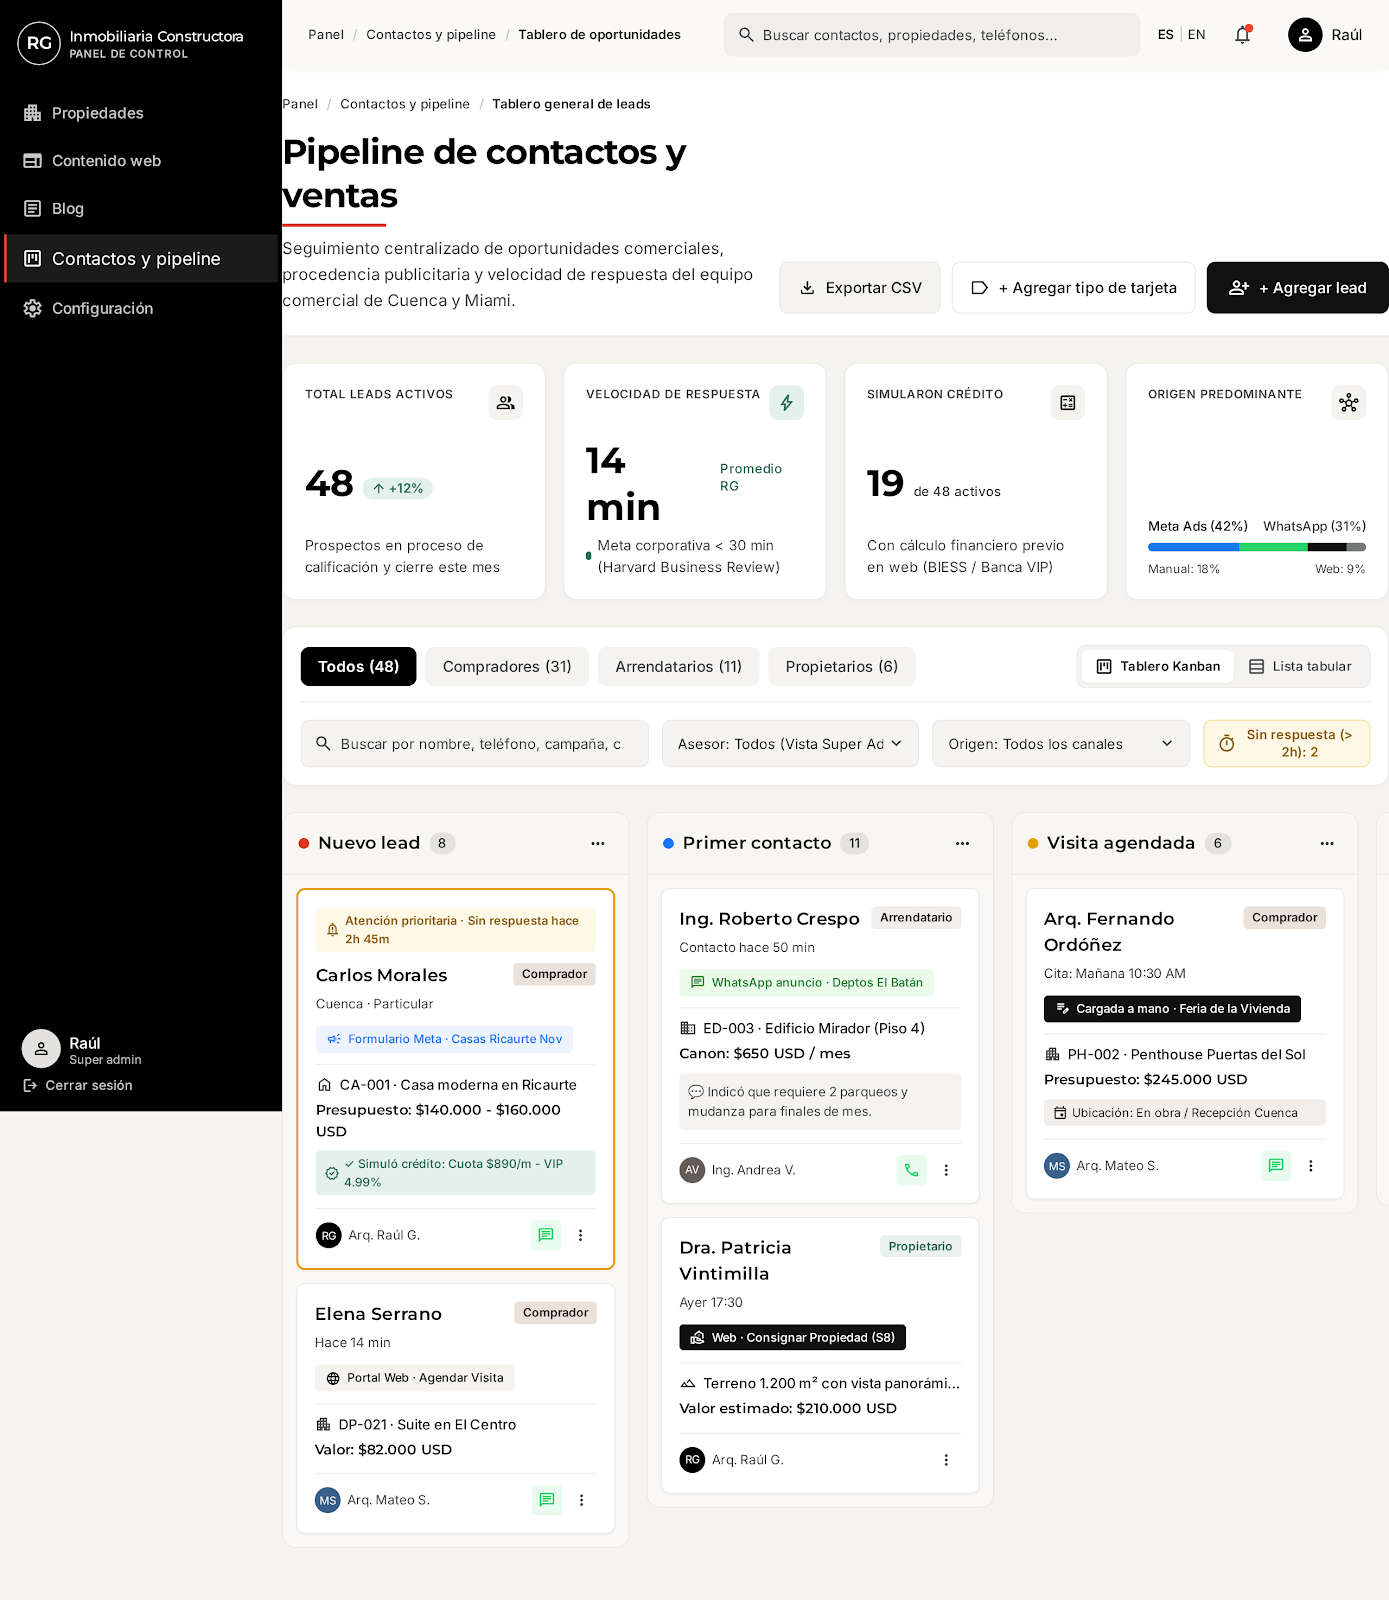 RG
Inmobiliaria Constructora
PANEL DE CONTROL
Propiedades
Contenido web
Blog
Contactos y pipeline
Configuración
Raúl
Super admin
Cerrar sesión
Panel / Contactos y pipeline / Tablero de oportunidades
Buscar contactos, propiedades, teléfonos...
ES | EN
Raúl
Panel / Contactos y pipeline / Tablero general de leads
Pipeline de contactos y
ventas
Seguimiento centralizado de oportunidades comerciales,
procedencia publicitaria y velocidad de respuesta del equipo
comercial de Cuenca y Miami.
Exportar CSV
+ Agregar tipo de tarjeta
+ Agregar lead
TOTAL LEADS ACTIVOS
48
+12%
Prospectos en proceso de
calificación y cierre este mes
VELOCIDAD DE RESPUESTA
14
min
Promedio
RG
Meta corporativa < 30 min
(Harvard Business Review)
SIMULARON CRÉDITO
19 de 48 activos
Con cálculo financiero previo
en web (BIESS / Banca VIP)
ORIGEN PREDOMINANTE
Meta Ads (42%) WhatsApp (31%)
Manual: 18% Web: 9%
Todos (48)
Compradores (31)
Arrendatarios (11)
Propietarios (6)
Tablero Kanban
Lista tabular
Buscar por nombre, teléfono, campaña, c
Asesor: Todos (Vista Super Ad
Origen: Todos los canales
Sin respuesta (>
2h): 2
Nuevo lead 8
Atención prioritaria · Sin respuesta hace
2h 45m
Carlos Morales
Comprador
Cuenca · Particular
Formulario Meta · Casas Ricaurte Nov
CA-001 · Casa moderna en Ricaurte
Presupuesto: $140.000 - $160.000
USD
✓ Simuló crédito: Cuota $890/m - VIP
4.99%
RG Arq. Raúl G.
Elena Serrano
Comprador
Hace 14 min
Portal Web · Agendar Visita
DP-021 · Suite en El Centro
Valor: $82.000 USD
MS Arq. Mateo S.
Primer contacto 11
Ing. Roberto Crespo
Arrendatario
Contacto hace 50 min
WhatsApp anuncio · Deptos El Batán
ED-003 · Edificio Mirador (Piso 4)
Canon: $650 USD / mes
💬 Indicó que requiere 2 parqueos y
mudanza para finales de mes.
AV Ing. Andrea V.
Dra. Patricia
Vintimilla
Propietario
Ayer 17:30
Web · Consignar Propiedad (S8)
Terreno 1.200 m² con vista panorámi...
Valor estimado: $210.000 USD
RG Arq. Raúl G.
Visita agendada 6
Arq. Fernando
Ordóñez
Comprador
Cita: Mañana 10:30 AM
Cargada a mano · Feria de la Vivienda
PH-002 · Penthouse Puertas del Sol
Presupuesto: $245.000 USD
Ubicación: En obra / Recepción Cuenca
MS Arq. Mateo S.